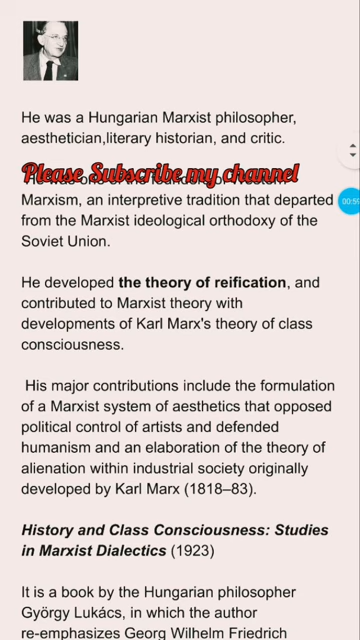 He was a Hungarian Marxist philosopher,
aesthetician,literary historian, and critic.
Please Subscribe my channel
Marxism, an interpretive tradition that departed
from the Marxist ideological orthodoxy of the
Soviet Union.
00:59
He developed the theory of reification, and
contributed to Marxist theory with
developments of Karl Marx's theory of class
consciousness.
His major contributions include the formulation
of a Marxist system of aesthetics that opposed
political control of artists and defended
humanism and an elaboration of the theory of
alienation within industrial society originally
developed by Karl Marx (1818–83).
History and Class Consciousness: Studies
in Marxist Dialectics (1923)
It is a book by the Hungarian philosopher
György Lukács, in which the author
re-emphasizes Georg Wilhelm Friedrich